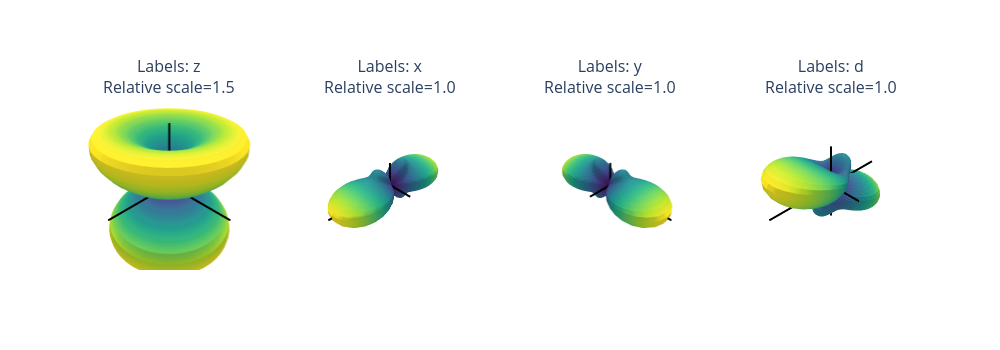 Labels: z
Relative scale=1.5
Labels: x
Relative scale=1.0
Labels: y
Relative scale=1.0
Labels: d
Relative scale=1.0